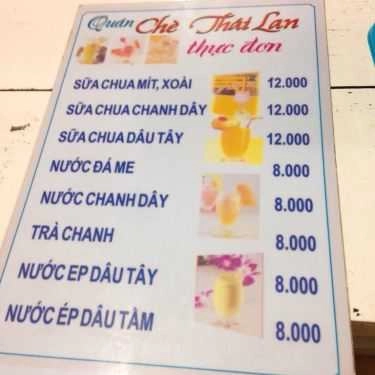 Quán Chè Thái Lan
thực đơn
SỮA CHUA MÍT, XOÀI 12.000
SỮA CHUA CHANH DÂY 12.000
SỮA CHUA DÂU TÂY 12.000
NƯỚC ĐÁ ME 8.000
NƯỚC CHANH DÂY 8.000
TRÀ CHANH 8.000
NƯỚC EP DÂU TÂY 8.000
NƯỚC ÉP DÂU TẰM 8.000